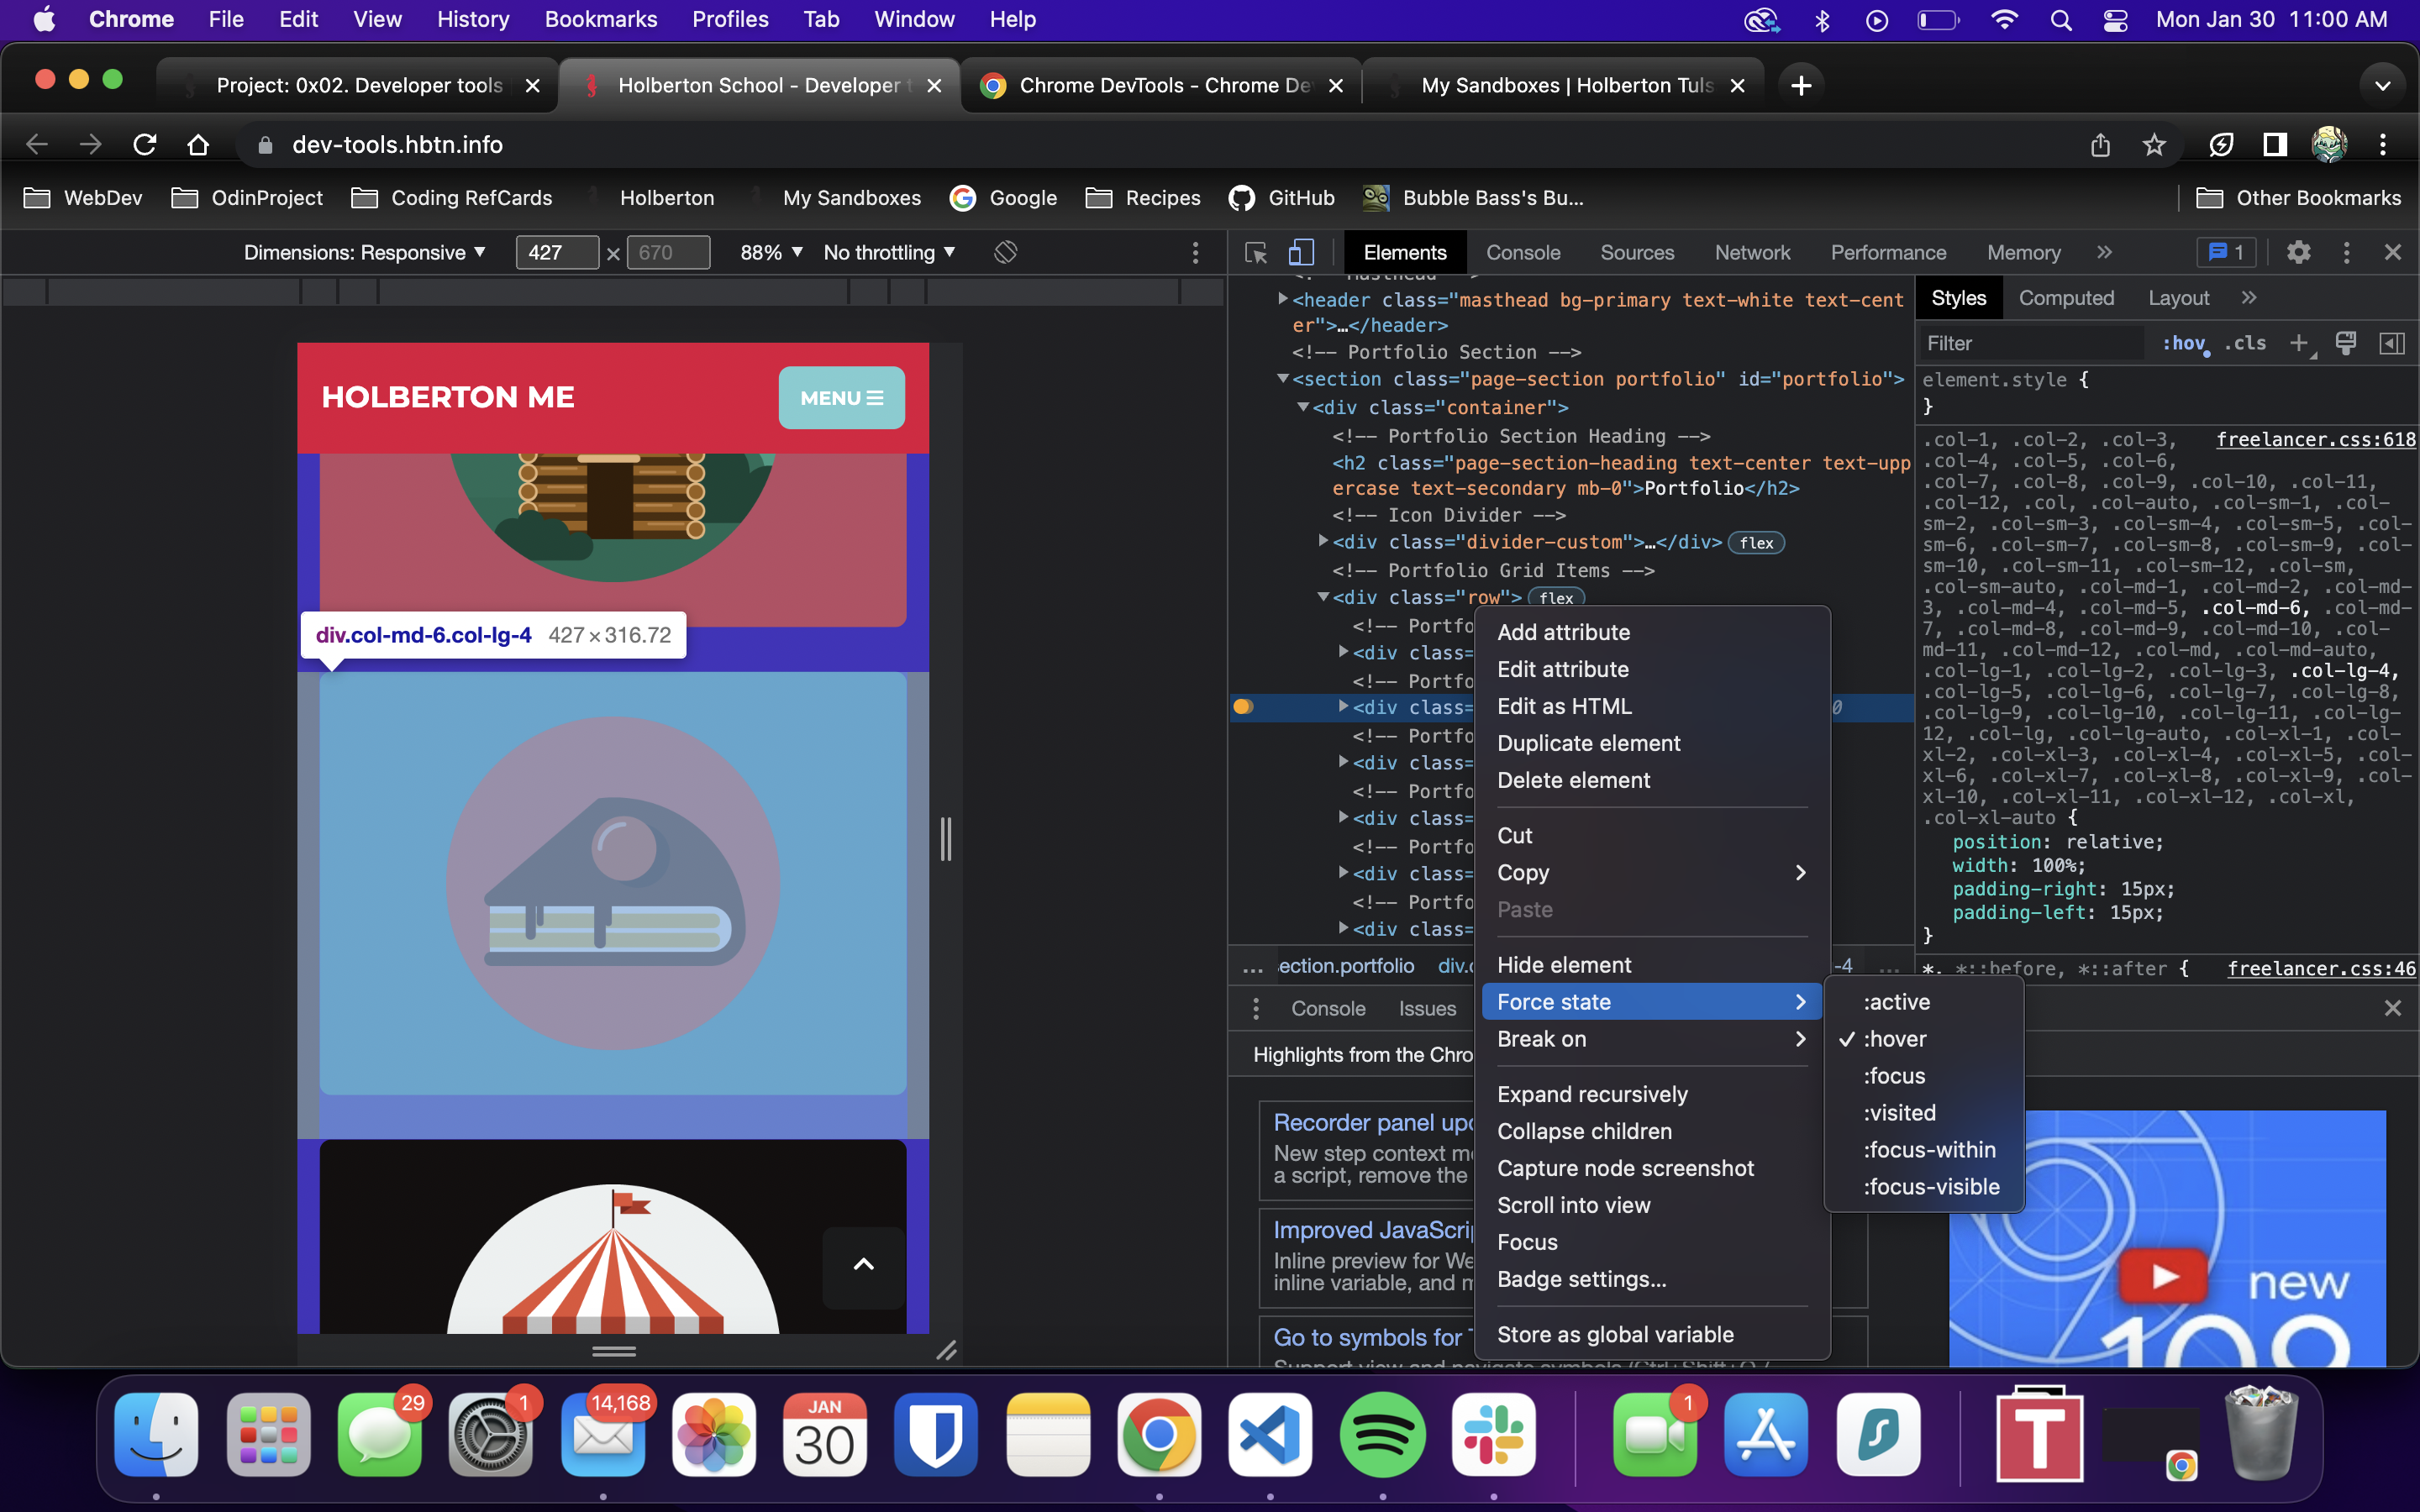 Chrome File Edit View History Bookmarks Profiles Tab Window Help Mon Jan 30 11:00 AM
Project: 0x02. Developer tools Holberton School - Developer Chrome DevTools - Chrome De My Sandboxes | Holberton Tuls
dev-tools.hbtn.info
WebDev OdinProject Coding RefCards Holberton My Sandboxes Google Recipes GitHub Bubble Bass's Bu... Other Bookmarks
Dimensions: Responsive 427 × 670 88% No throttling
Elements Console Sources Network Performance Memory 1
HOLBERTON ME
MENU
div.col-md-6.col-lg-4 427 × 316.72
<!-- Masthead -->
<header class="masthead bg-primary text-white text-cent
er">…</header>
<!-- Portfolio Section -->
<section class="page-section portfolio" id="portfolio">
<div class="container">
<!-- Portfolio Section Heading -->
<h2 class="page-section-heading text-center text-upp
ercase text-secondary mb-0">Portfolio</h2>
<!-- Icon Divider -->
<div class="divider-custom">…</div> flex
<!-- Portfolio Grid Items -->
<div class="row"> flex
<!-- Portfo
<div class=
<!-- Portfo
<div class= 0
<!-- Portfo
<div class=
<!-- Portfo
<div class=
<!-- Portfo
<div class=
<!-- Portfo
<div class=
... ection.portfolio div. -4 ...
Add attribute
Edit attribute
Edit as HTML
Duplicate element
Delete element
Cut
Copy
Paste
Hide element
Force state
Break on
Expand recursively
Collapse children
Capture node screenshot
Scroll into view
Focus
Badge settings...
Store as global variable
:active
:hover
:focus
:visited
:focus-within
:focus-visible
Styles Computed Layout
Filter :hov .cls
element.style {
}
.col-1, .col-2, .col-3, freelancer.css:618
.col-4, .col-5, .col-6,
.col-7, .col-8, .col-9, .col-10, .col-11,
.col-12, .col, .col-auto, .col-sm-1, .col-
sm-2, .col-sm-3, .col-sm-4, .col-sm-5, .col-
sm-6, .col-sm-7, .col-sm-8, .col-sm-9, .col-
sm-10, .col-sm-11, .col-sm-12, .col-sm,
.col-sm-auto, .col-md-1, .col-md-2, .col-md-
3, .col-md-4, .col-md-5, .col-md-6, .col-md-
7, .col-md-8, .col-md-9, .col-md-10, .col-
md-11, .col-md-12, .col-md, .col-md-auto,
.col-lg-1, .col-lg-2, .col-lg-3, .col-lg-4,
.col-lg-5, .col-lg-6, .col-lg-7, .col-lg-8,
.col-lg-9, .col-lg-10, .col-lg-11, .col-lg-
12, .col-lg, .col-lg-auto, .col-xl-1, .col-
xl-2, .col-xl-3, .col-xl-4, .col-xl-5, .col-
xl-6, .col-xl-7, .col-xl-8, .col-xl-9, .col-
xl-10, .col-xl-11, .col-xl-12, .col-xl,
.col-xl-auto {
position: relative;
width: 100%;
padding-right: 15px;
padding-left: 15px;
}
*, *::before, *::after { freelancer.css:46
Console Issues
Highlights from the Chro
Recorder panel upd
New step context m
a script, remove the
Improved JavaScrip
Inline preview for We
inline variable, and m
Go to symbols for
Support view and navigate symbols (Ctrl+Shift+O /
new
109
29 1 14,168 JAN 30 1 T